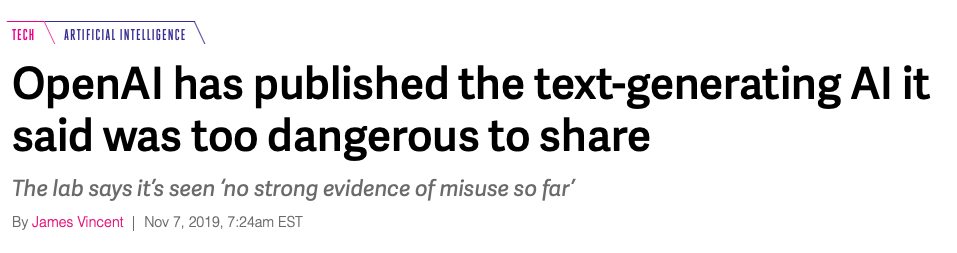 TECH ARTIFICIAL INTELLIGENCE
OpenAI has published the text-generating AI it
said was too dangerous to share
The lab says it’s seen ‘no strong evidence of misuse so far’
By James Vincent | Nov 7, 2019, 7:24am EST